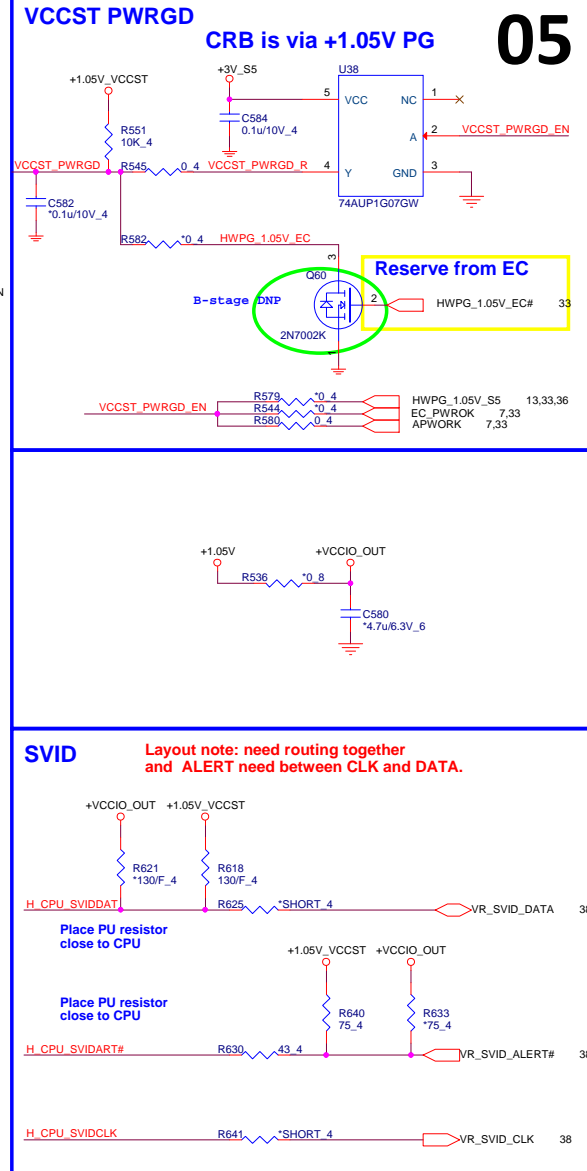 VCCST PWRGD
05
CRB is via +1.05V PG
+1.05V_VCCST
+3V_S5
U38
5 VCC NC 1
R551
10K_4
C584
0.1u/10V_4
A 2 VCCST_PWRGD_EN
VCCST_PWRGD R545 0_4 VCCST_PWRGD_R 4 Y GND 3
C582
*0.1u/10V_4
74AUP1G07GW
R582 *0_4 HWPG_1.05V_EC
3
Q60
Reserve from EC
N
B-stage DNP
2 HWPG_1.05V_EC# 33
2N7002K
1
R579 *0_4 HWPG_1.05V_S5 13,33,36
VCCST_PWRGD_EN R544 *0_4 EC_PWROK 7,33
R580 0_4 APWORK 7,33
+1.05V +VCCIO_OUT
R536 *0_8
C580
*4.7u/6.3V_6
SVID
Layout note: need routing together
and ALERT need between CLK and DATA.
+VCCIO_OUT +1.05V_VCCST
R621
*130/F_4
R618
130/F_4
H_CPU_SVIDDAT R625 *SHORT_4 VR_SVID_DATA 38
Place PU resistor
close to CPU
+1.05V_VCCST +VCCIO_OUT
Place PU resistor
close to CPU
R640
75_4
R633
*75_4
H_CPU_SVIDART# R630 43_4 VR_SVID_ALERT# 38
H_CPU_SVIDCLK R641 *SHORT_4 VR_SVID_CLK 38